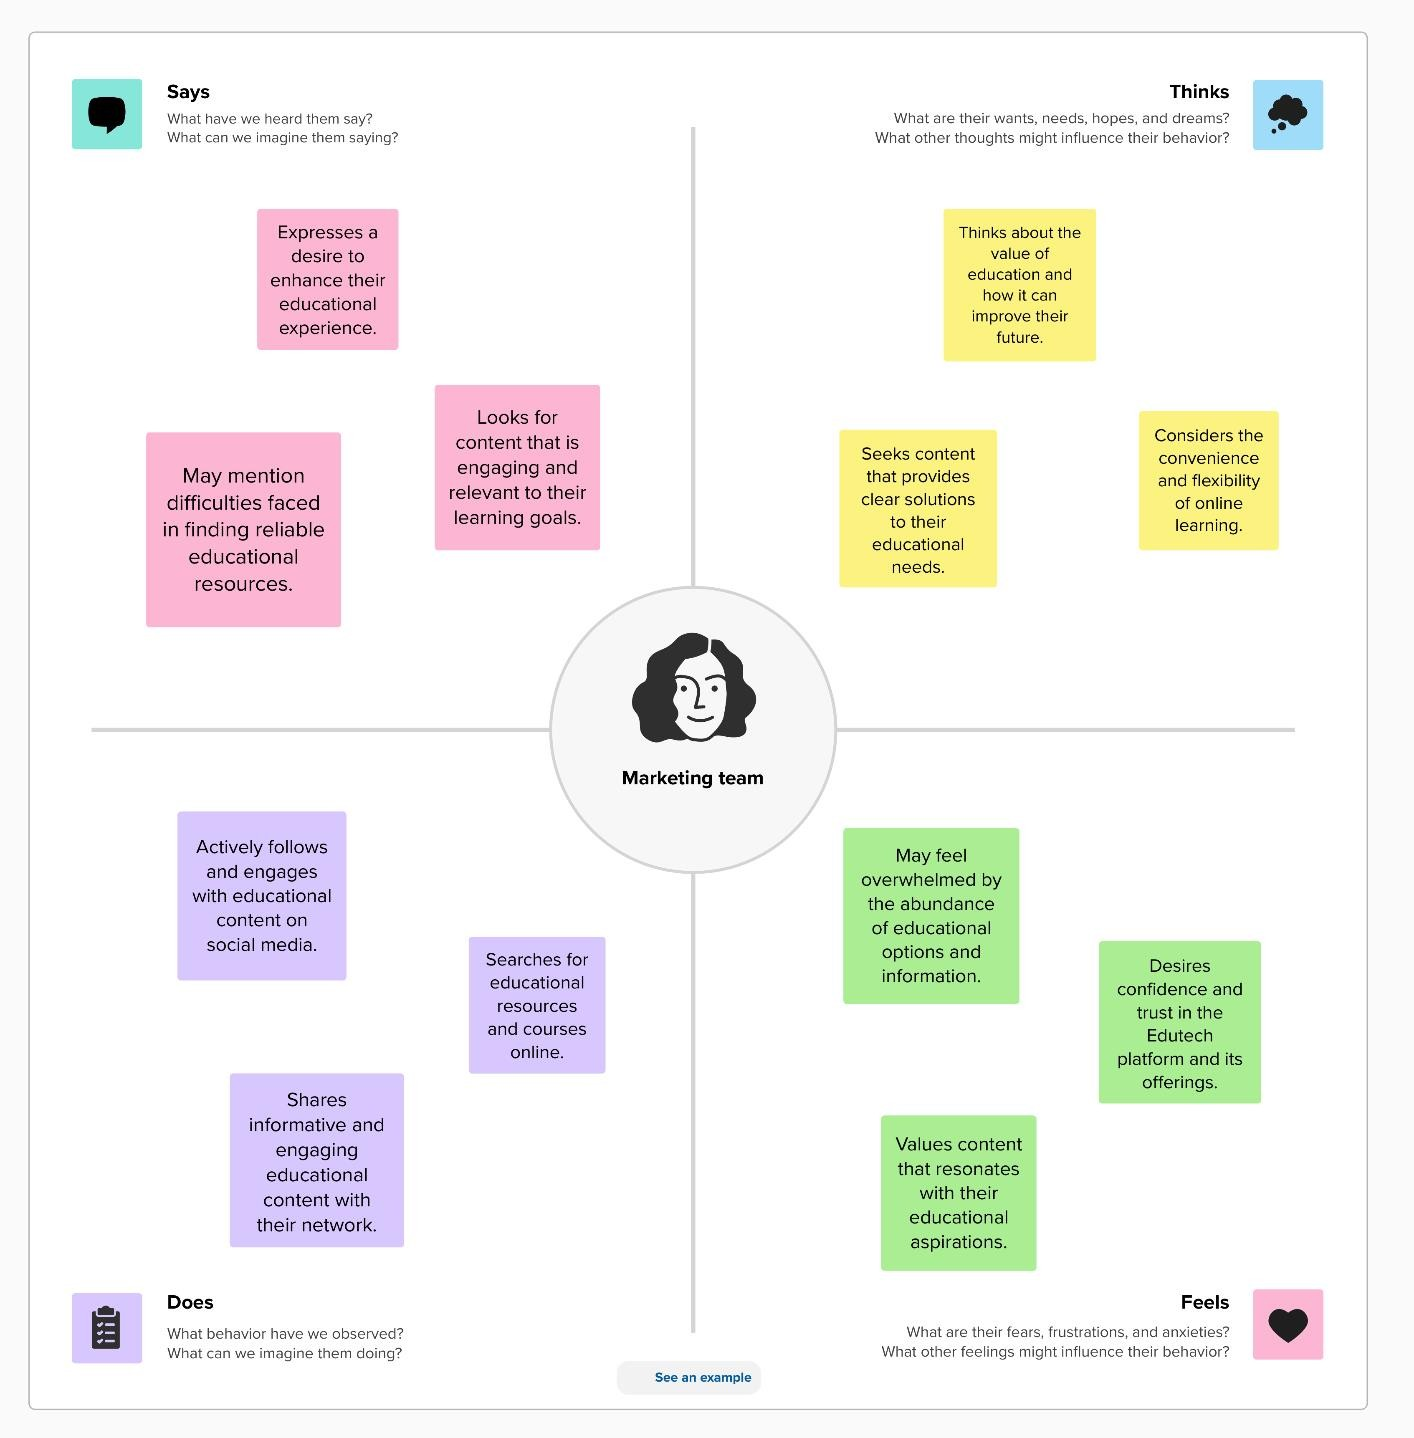 Says
What have we heard them say?
What can we imagine them saying?
Thinks
What are their wants, needs, hopes, and dreams?
What other thoughts might influence their behavior?
Expresses a
desire to
enhance their
educational
experience.
Looks for
content that is
engaging and
relevant to their
learning goals.
May mention
difficulties faced
in finding reliable
educational
resources.
Thinks about the
value of
education and
how it can
improve their
future.
Seeks content
that provides
clear solutions
to their
educational
needs.
Considers the
convenience
and flexibility
of online
learning.
Marketing team
Actively follows
and engages
with educational
content on
social media.
Searches for
educational
resources
and courses
online.
Shares
informative and
engaging
educational
content with
their network.
May feel
overwhelmed by
the abundance
of educational
options and
information.
Desires
confidence and
trust in the
Edutech
platform and its
offerings.
Values content
that resonates
with their
educational
aspirations.
Does
What behavior have we observed?
What can we imagine them doing?
Feels
What are their fears, frustrations, and anxieties?
What other feelings might influence their behavior?
See an example